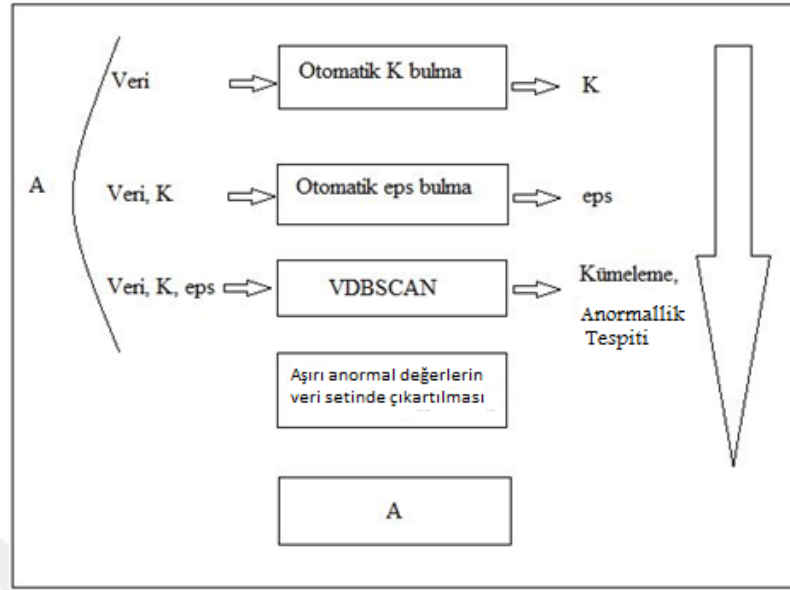 Veri
Otomatik K bulma
K
A
Veri, K
Otomatik eps bulma
eps
Veri, K, eps
VDBSCAN
Kümeleme,
Anormallik
Tespiti
Aşırı anormal değerlerin
veri setinde çıkartılması
A